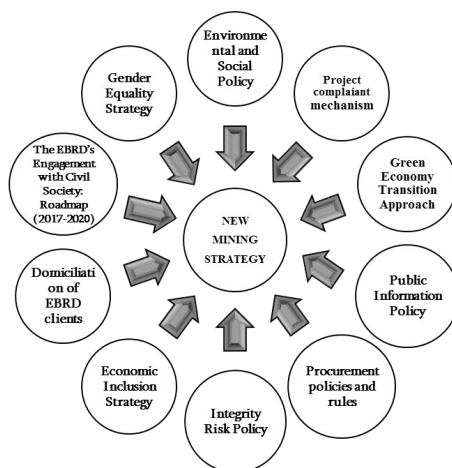 Environme
ntal and
Social
Policy
Project complaiant
mechanism
Green
Economy
Transition
Approach
Public
Information
Policy
Procurement
policies and
rules
Integrity
Risk Policy
Economic
Inclusion
Strategy
Domiciliati
on of
EBRD
clients
The EBRD's
Engagement
with Civil
Society:
Roadmap
(2017-2020)
Gender
Equality
Strategy
NEW
MINING
STRATEGY